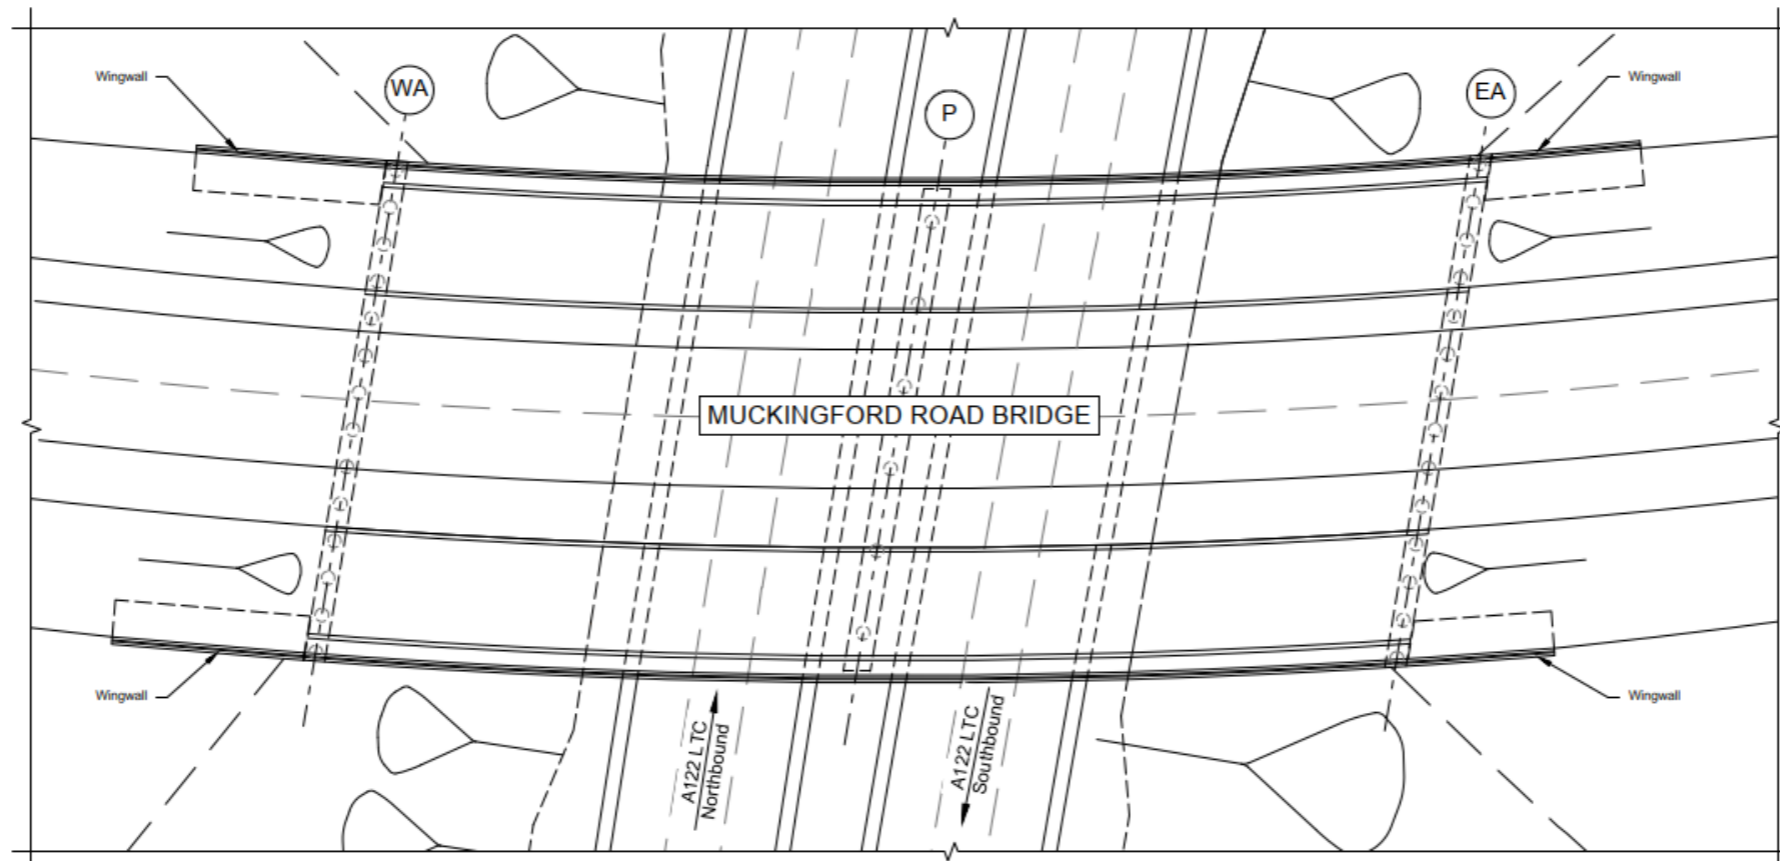 WA
P
EA
Wingwall
Wingwall
MUCKINGFORD ROAD BRIDGE
Wingwall
Wingwall
A122 LTC
Northbound
A122 LTC
Southbound